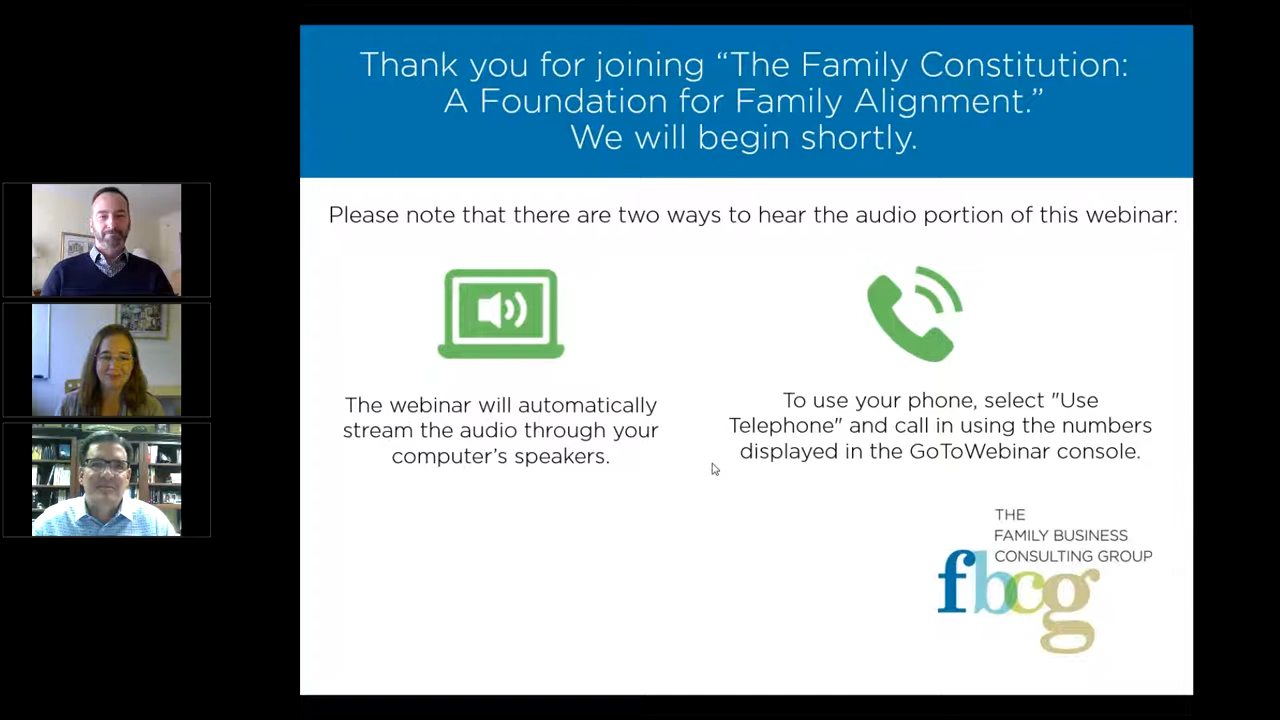 Thank you for joining “The Family Constitution:
A Foundation for Family Alignment.”
We will begin shortly.
Please note that there are two ways to hear the audio portion of this webinar:
The webinar will automatically
stream the audio through your
computer’s speakers.
To use your phone, select "Use
Telephone" and call in using the numbers
displayed in the GoToWebinar console.
THE
FAMILY BUSINESS
CONSULTING GROUP
fbcg